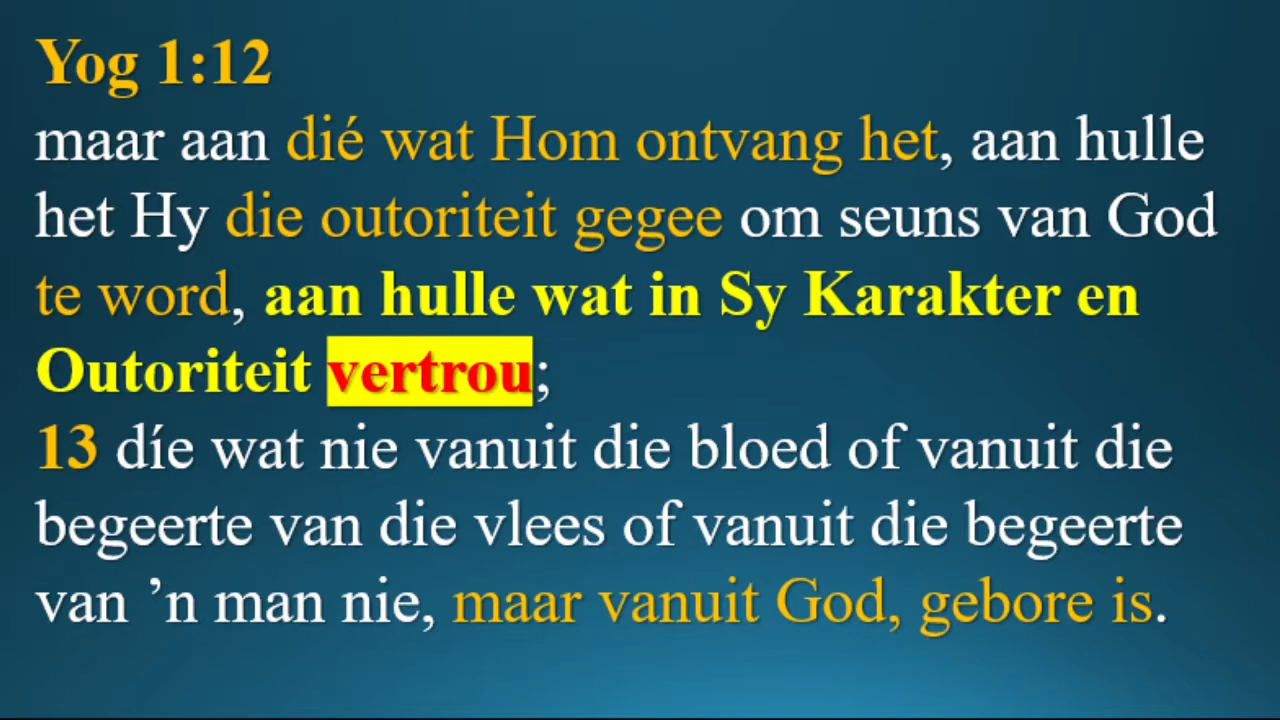 Yog 1:12
maar aan dié wat Hom ontvang het, aan hulle
het Hy die outoriteit gegee om seuns van God
te word, aan hulle wat in Sy Karakter en
Outoriteit vertrou;
13 díe wat nie vanuit die bloed of vanuit die
begeerte van die vlees of vanuit die begeerte
van ’n man nie, maar vanuit God, gebore is.